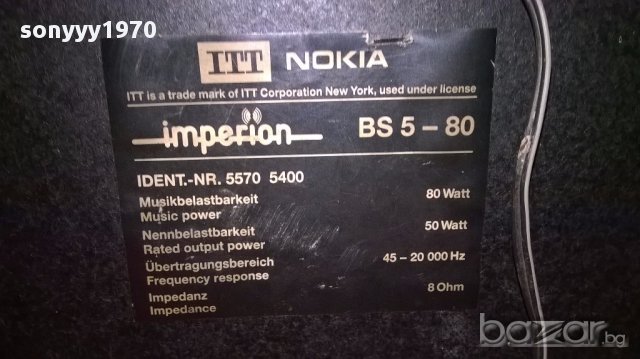 sonyyy1970
ITT NOKIA
ITT is a trade mark of ITT Corporation New York, used under license
imperion BS 5 – 80
IDENT.-NR. 5570 5400
Musikbelastbarkeit 80 Watt
Music power
Nennbelastbarkeit 50 Watt
Rated output power
Übertragungsbereich 45 – 20 000 Hz
Frequency response
Impedanz 8 Ohm
Impedance
bazar.bg